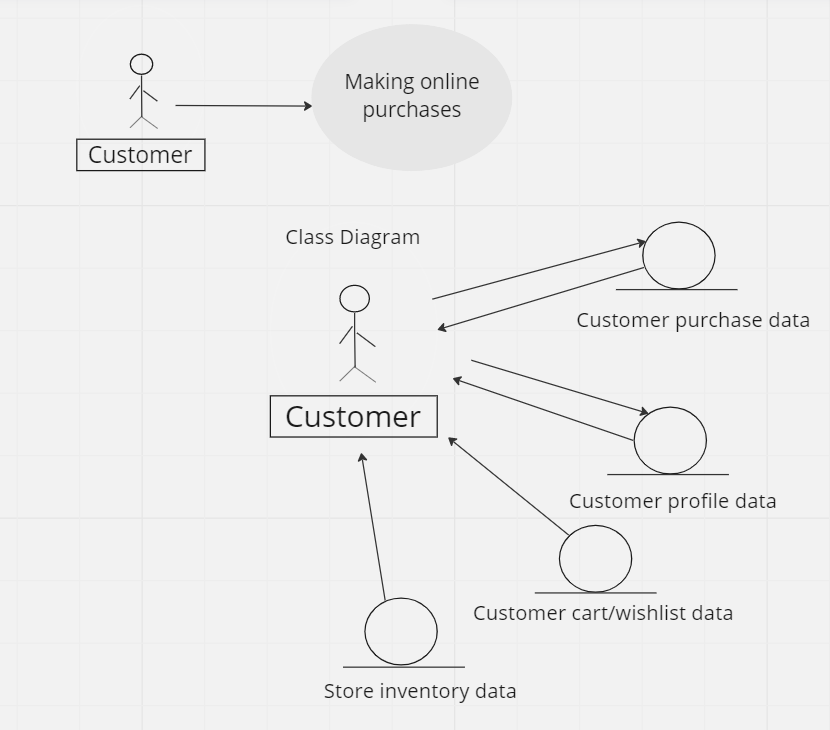 Making online
purchases
Customer
Class Diagram
Customer purchase data
Customer
Customer profile data
Customer cart/wishlist data
Store inventory data